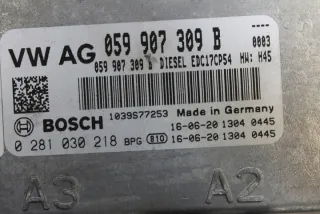 VW AG 059 907 309 B
059 907 309 B DIESEL EDC17CP54 HW: H45
0003
1039S77253 Made in Germany
BOSCH 16-06-20 1304 0445
0 281 030 218 BPG 810 16-06-20 1304 0445
A3 A2